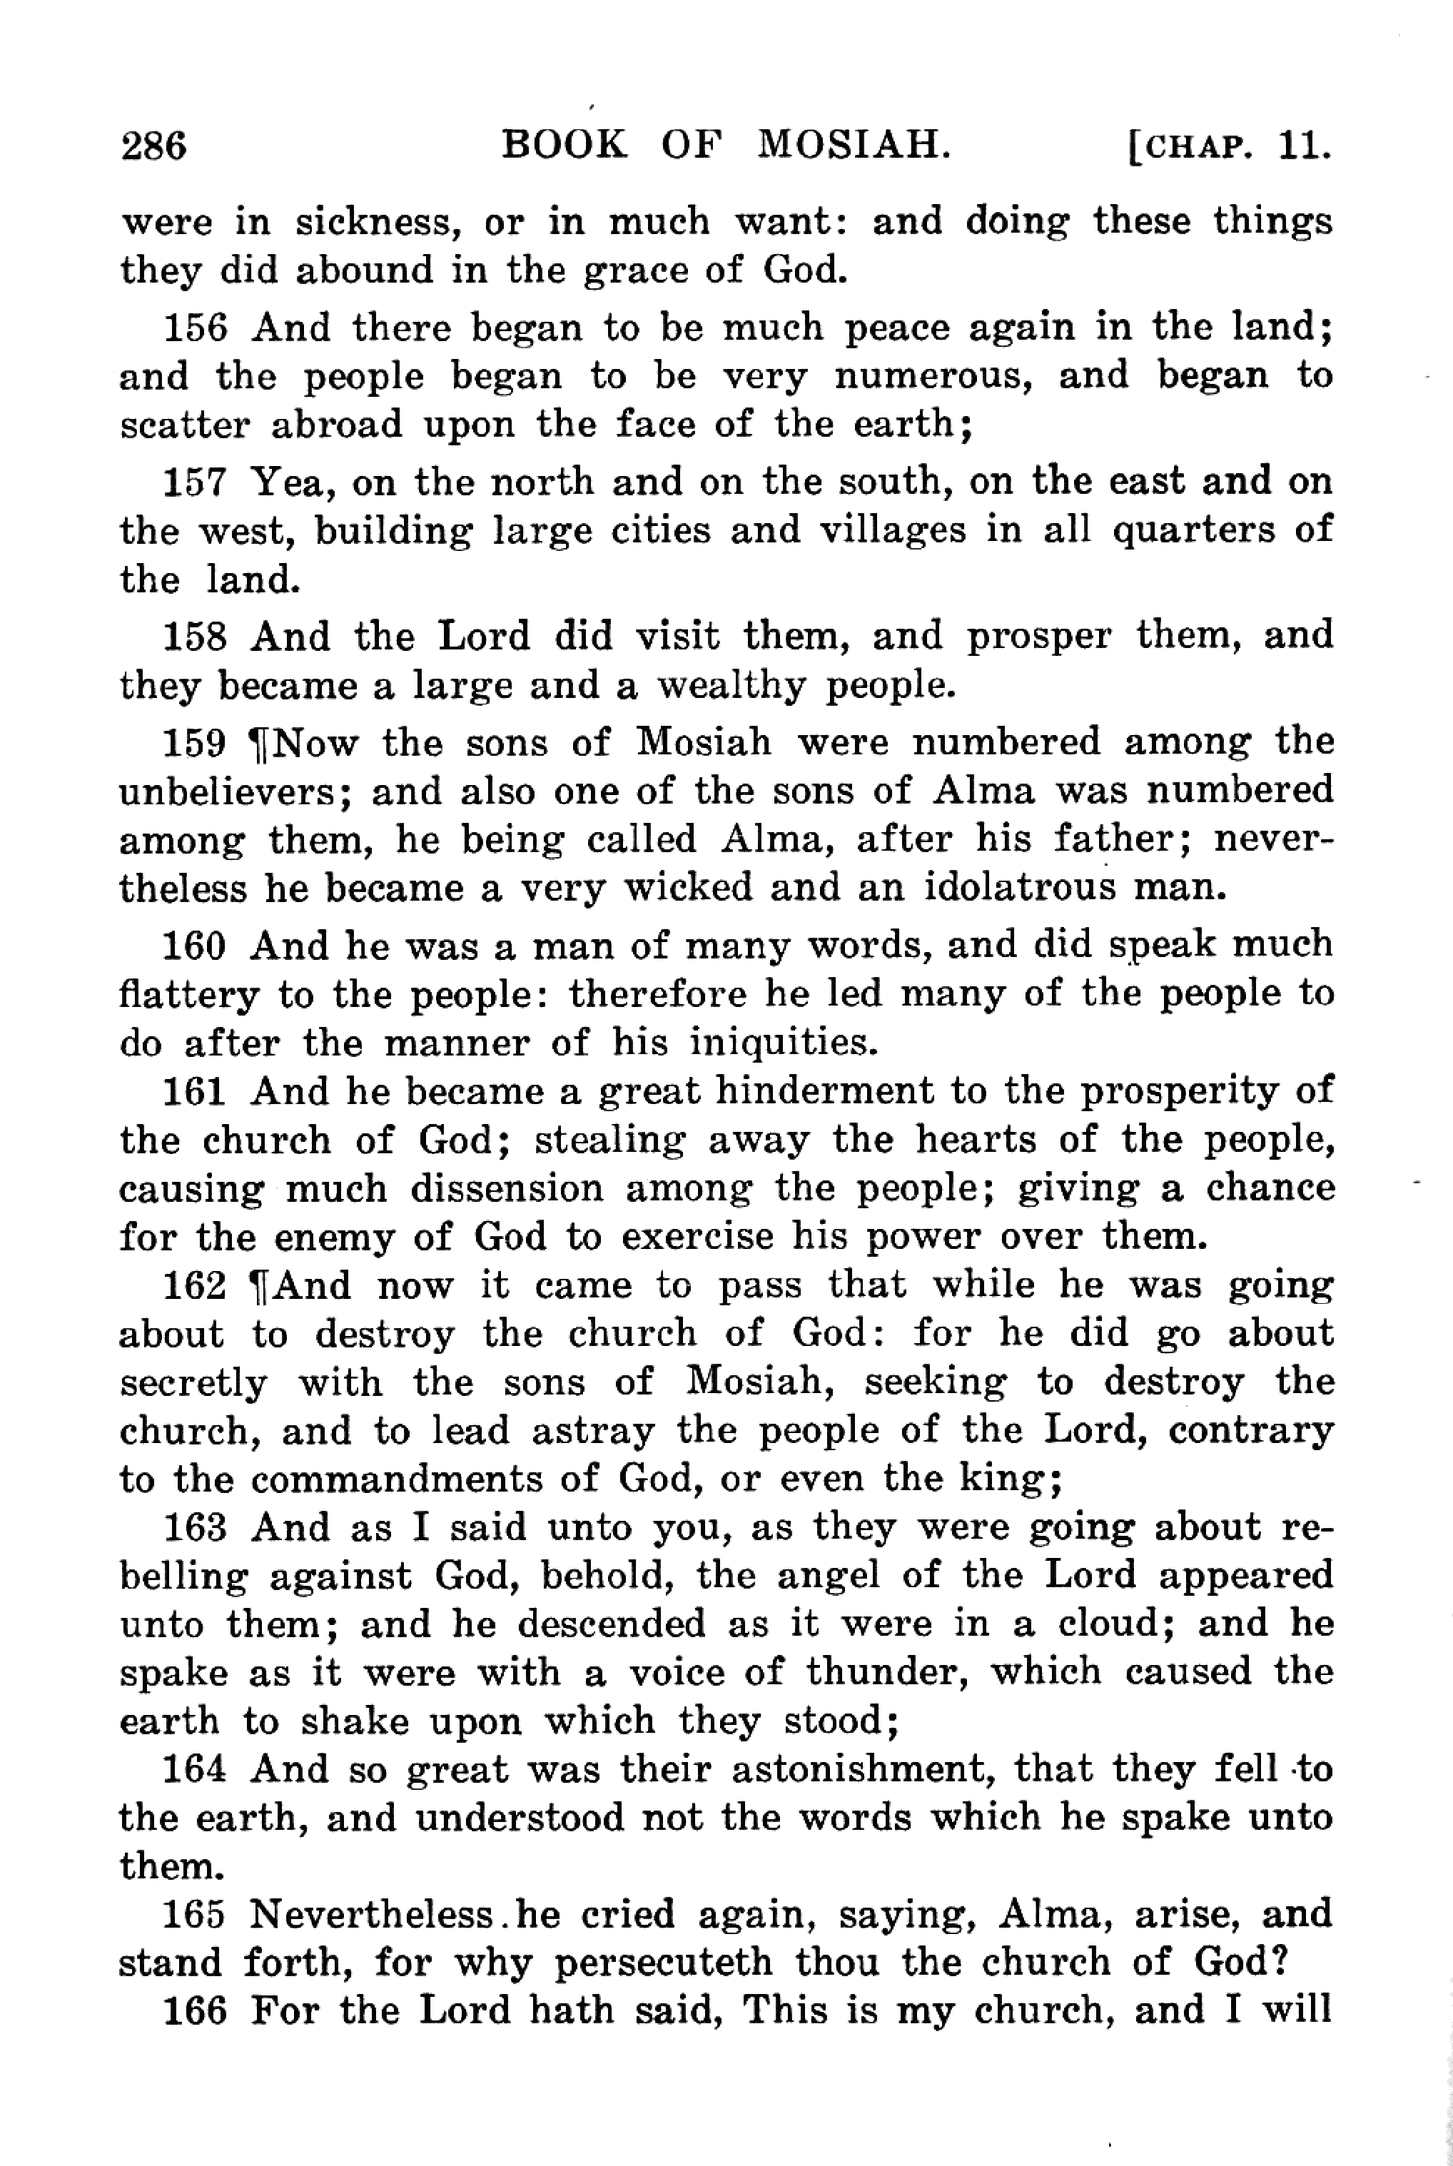 286 BOOK OF MOSIAH. [CHAP. 11.
were in sickness, or in much want: and doing these things
they did abound in the grace of God.
156 And there began to be much peace again in the land;
and the people began to be very numerous, and began to
scatter abroad upon the face of the earth;
157 Yea, on the north and on the south, on the east and on
the west, building large cities and villages in all quarters of
the land.
158 And the Lord did visit them, and prosper them, and
they became a large and a wealthy people.
159 ¶Now the sons of Mosiah were numbered among the
unbelievers; and also one of the sons of Alma was numbered
among them, he being called Alma, after his father; never-
theless he became a very wicked and an idolatrous man.
160 And he was a man of many words, and did speak much
flattery to the people: therefore he led many of the people to
do after the manner of his iniquities.
161 And he became a great hinderment to the prosperity of
the church of God; stealing away the hearts of the people,
causing much dissension among the people; giving a chance
for the enemy of God to exercise his power over them.
162 ¶And now it came to pass that while he was going
about to destroy the church of God: for he did go about
secretly with the sons of Mosiah, seeking to destroy the
church, and to lead astray the people of the Lord, contrary
to the commandments of God, or even the king;
163 And as I said unto you, as they were going about re-
belling against God, behold, the angel of the Lord appeared
unto them; and he descended as it were in a cloud; and he
spake as it were with a voice of thunder, which caused the
earth to shake upon which they stood;
164 And so great was their astonishment, that they fell to
the earth, and understood not the words which he spake unto
them.
165 Nevertheless he cried again, saying, Alma, arise, and
stand forth, for why persecuteth thou the church of God?
166 For the Lord hath said, This is my church, and I will